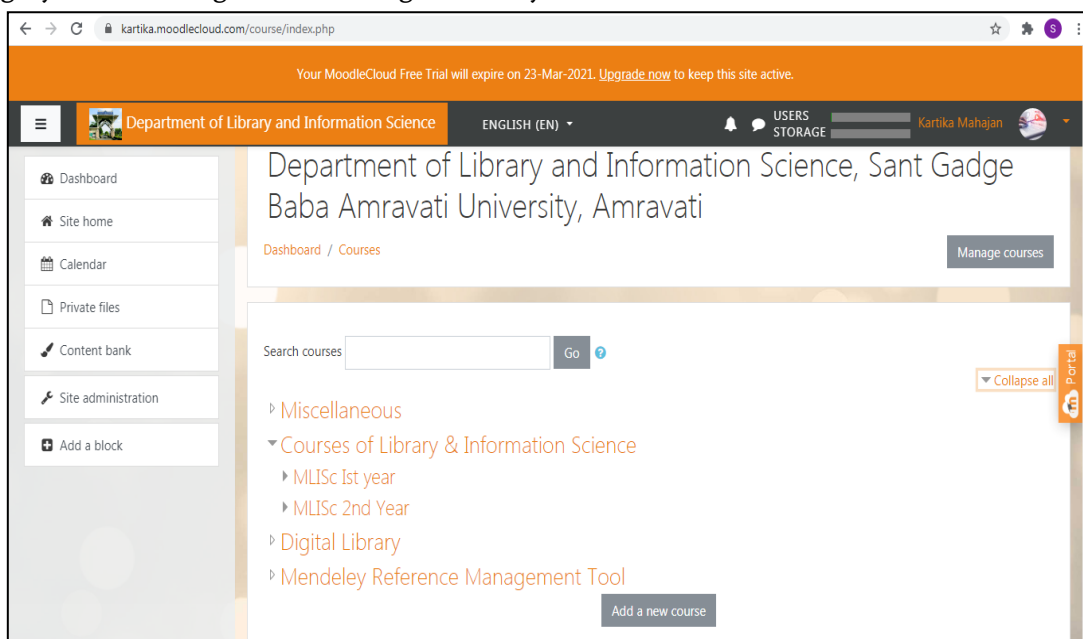 kartika.moodlecloud.com/course/index.php
S
Your MoodleCloud Free Trial will expire on 23-Mar-2021. Upgrade now to keep this site active.
Department of Library and Information Science
ENGLISH (EN)
USERS
STORAGE
Kartika Mahajan
Dashboard
Site home
Calendar
Private files
Content bank
Site administration
Add a block
Department of Library and Information Science, Sant Gadge
Baba Amravati University, Amravati
Dashboard / Courses
Manage courses
Search courses
Go
?
Collapse all
Portal
Miscellaneous
Courses of Library & Information Science
MLISc Ist year
MLISc 2nd Year
Digital Library
Mendeley Reference Management Tool
Add a new course